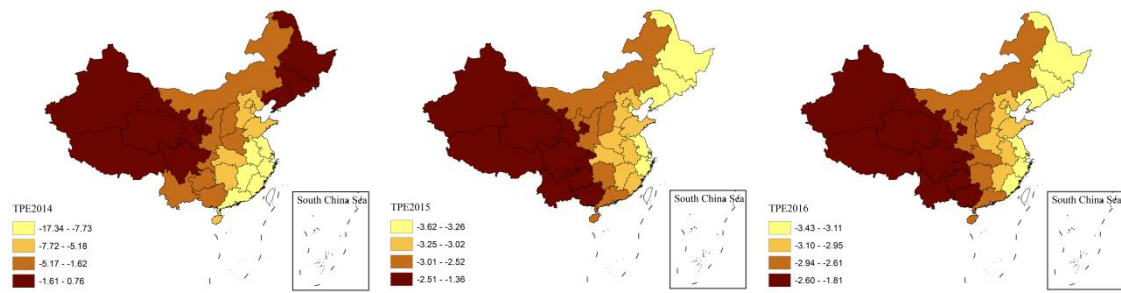 TPE2014
-17.34 - -7.73
-7.72 - -5.18
-5.17 - -1.62
-1.61 - 0.76
South China Sea
TPE2015
-3.62 - -3.26
-3.25 - -3.02
-3.01 - -2.52
-2.51 - -1.36
South China Sea
TPE2016
-3.43 - -3.11
-3.10 - -2.95
-2.94 - -2.61
-2.60 - -1.81
South China Sea